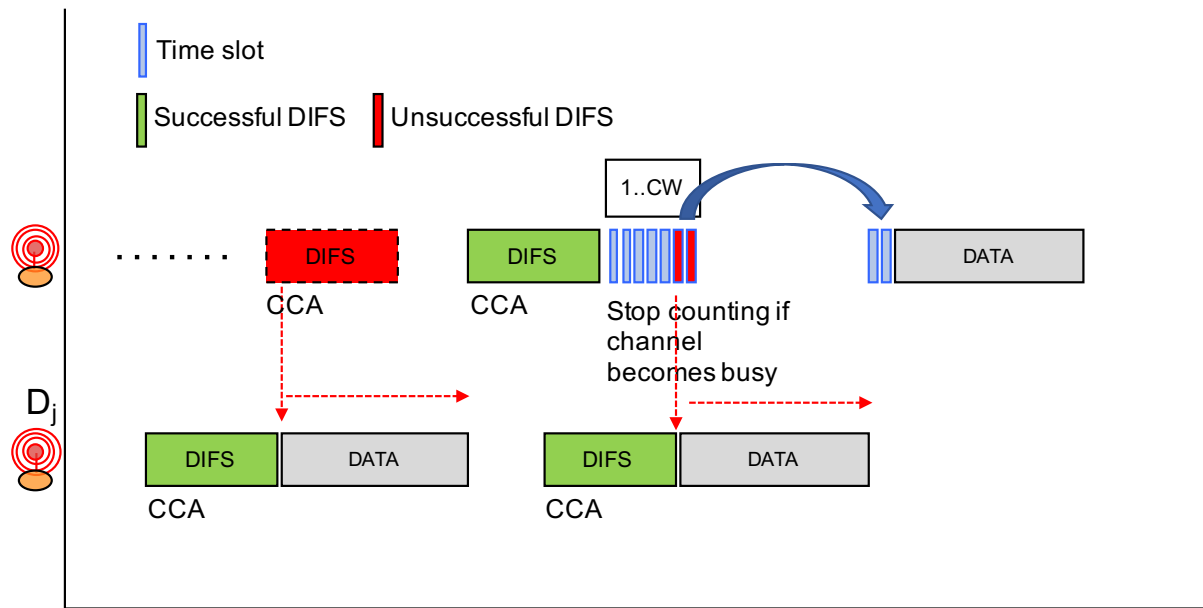 Time slot
Successful DIFS
Unsuccessful DIFS
1..CW
DIFS
DIFS
DATA
CCA
CCA
Stop counting if
channel
becomes busy
Dj
DIFS
DATA
DIFS
DATA
CCA
CCA